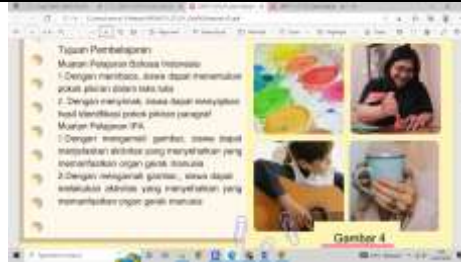 Tujuan Pembelajaran
Muatan Pelajaran Bahasa Indonesia
1. Dengan membaca, siswa dapat menemukan
pokok pikiran dalam teks tulis
2. Dengan menyimak, siswa dapat menyajikan
hasil identifikasi pokok pikiran paragraf
Muatan Pelajaran IPA
1. Dengan mengamati gambar, siswa dapat
menjelaskan aktivitas yang menyehatkan yang
memanfaatkan organ gerak manusia
2. Dengan mengamati gambar, siswa dapat
melakukan aktivitas yang menyehatkan yang
memanfaatkan organ gerak manusia
Gambar 4